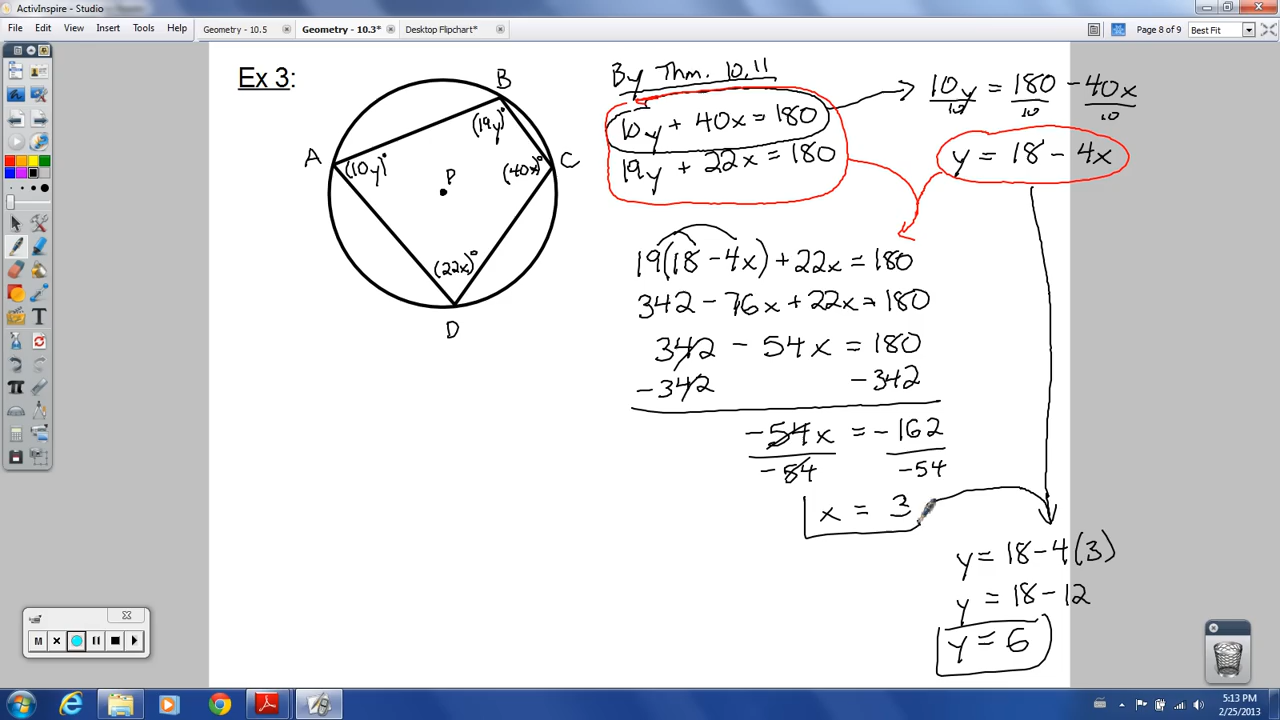 ActivInspire - Studio
File Edit View Insert Tools Help
Geometry - 10.5
Geometry - 10.3*
Desktop Flipchart*
Page 8 of 9
Best Fit
Ex 3:
A
B
C
D
P
(10y)°
(19y)°
(40x)°
(22x)°
By Thm. 10.11
10y + 40x = 180
19y + 22x = 180
10y = 180 - 40x
10 10 10
y = 18 - 4x
19(18 - 4x) + 22x = 180
342 - 76x + 22x = 180
342 - 54x = 180
-342 -342
-54x = -162
-54 -54
x = 3
y = 18 - 4(3)
y = 18 - 12
y = 6
M
5:13 PM
2/25/2013